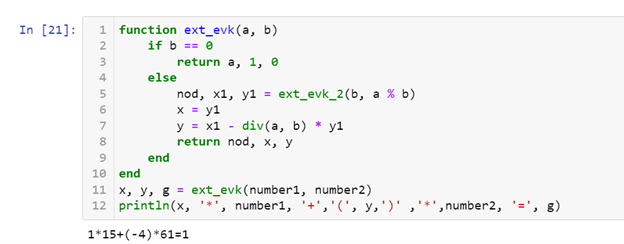 In [21]:
1 function ext_evk(a, b)
2     if b == 0
3         return a, 1, 0
4     else
5         nod, x1, y1 = ext_evk_2(b, a % b)
6         x = y1
7         y = x1 - div(a, b) * y1
8         return nod, x, y
9     end
10 end
11 x, y, g = ext_evk(number1, number2)
12 println(x, '*', number1, '+','(', y,')' ,'*',number2, '=', g)
1*15+(-4)*61=1